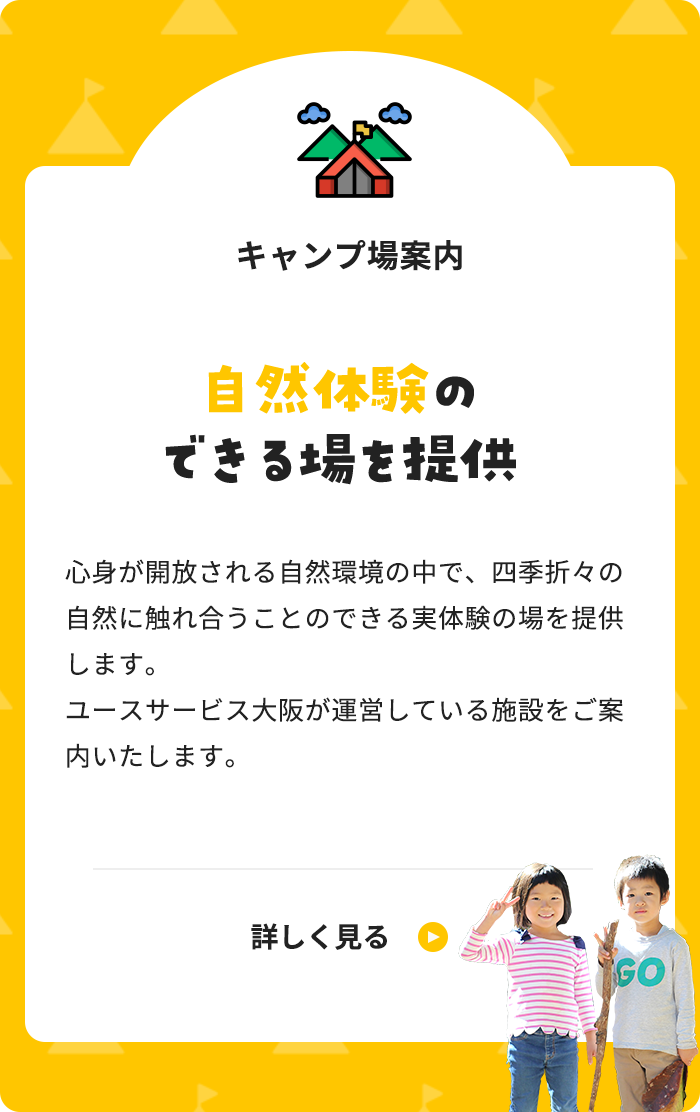 キャンプ場案内
自然体験の
できる場を提供
心身が開放される自然環境の中で、四季折々の
自然に触れ合うことのできる実体験の場を提供
します。
ユースサービス大阪が運営している施設をご案
内いたします。
詳しく見る
GO